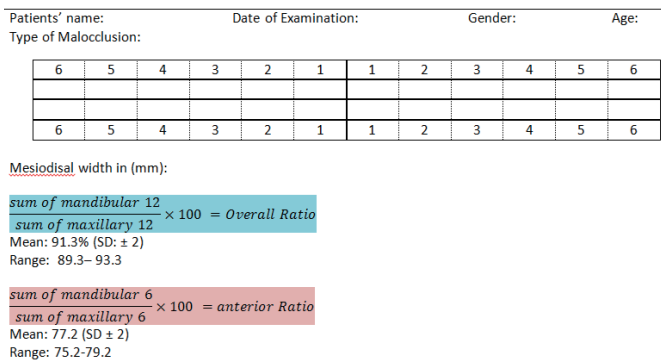 Patients' name: Date of Examination: Gender: Age:
Type of Malocclusion:
6 5 4 3 2 1 1 2 3 4 5 6
6 5 4 3 2 1 1 2 3 4 5 6
Mesiodisal width in (mm):
sum of mandibular 12
sum of maxillary 12
× 100 = Overall Ratio
Mean: 91.3% (SD: ± 2)
Range: 89.3– 93.3
sum of mandibular 6
sum of maxillary 6
× 100 = anterior Ratio
Mean: 77.2 (SD ± 2)
Range: 75.2-79.2